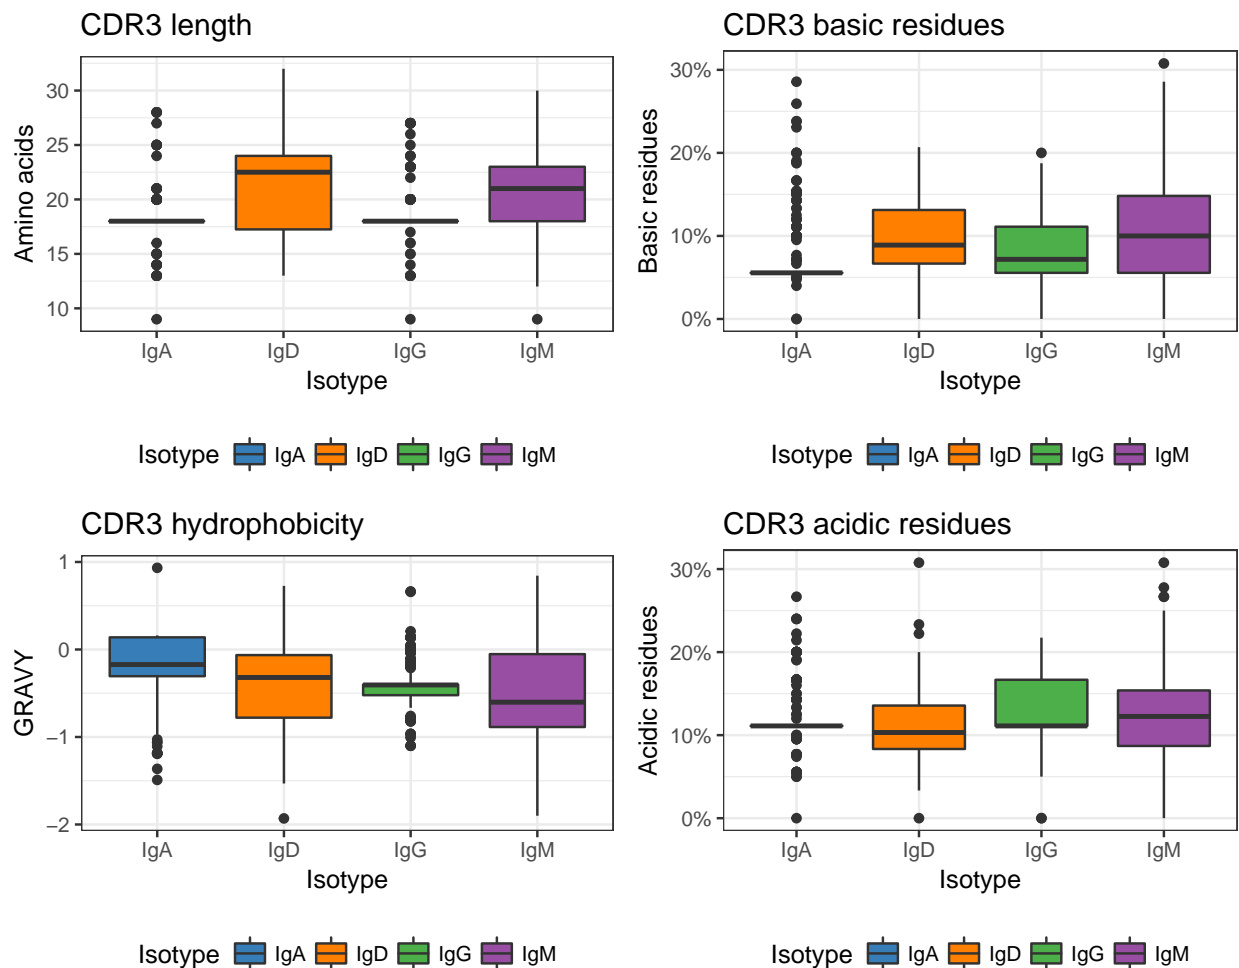 CDR3 length
Amino acids
30
25
20
15
10
IgA IgD IgG IgM
Isotype
Isotype IgA IgD IgG IgM
CDR3 basic residues
Basic residues
30%
20%
10%
0%
IgA IgD IgG IgM
Isotype
Isotype IgA IgD IgG IgM
CDR3 hydrophobicity
GRAVY
1
0
−1
−2
IgA IgD IgG IgM
Isotype
Isotype IgA IgD IgG IgM
CDR3 acidic residues
Acidic residues
30%
20%
10%
0%
IgA IgD IgG IgM
Isotype
Isotype IgA IgD IgG IgM